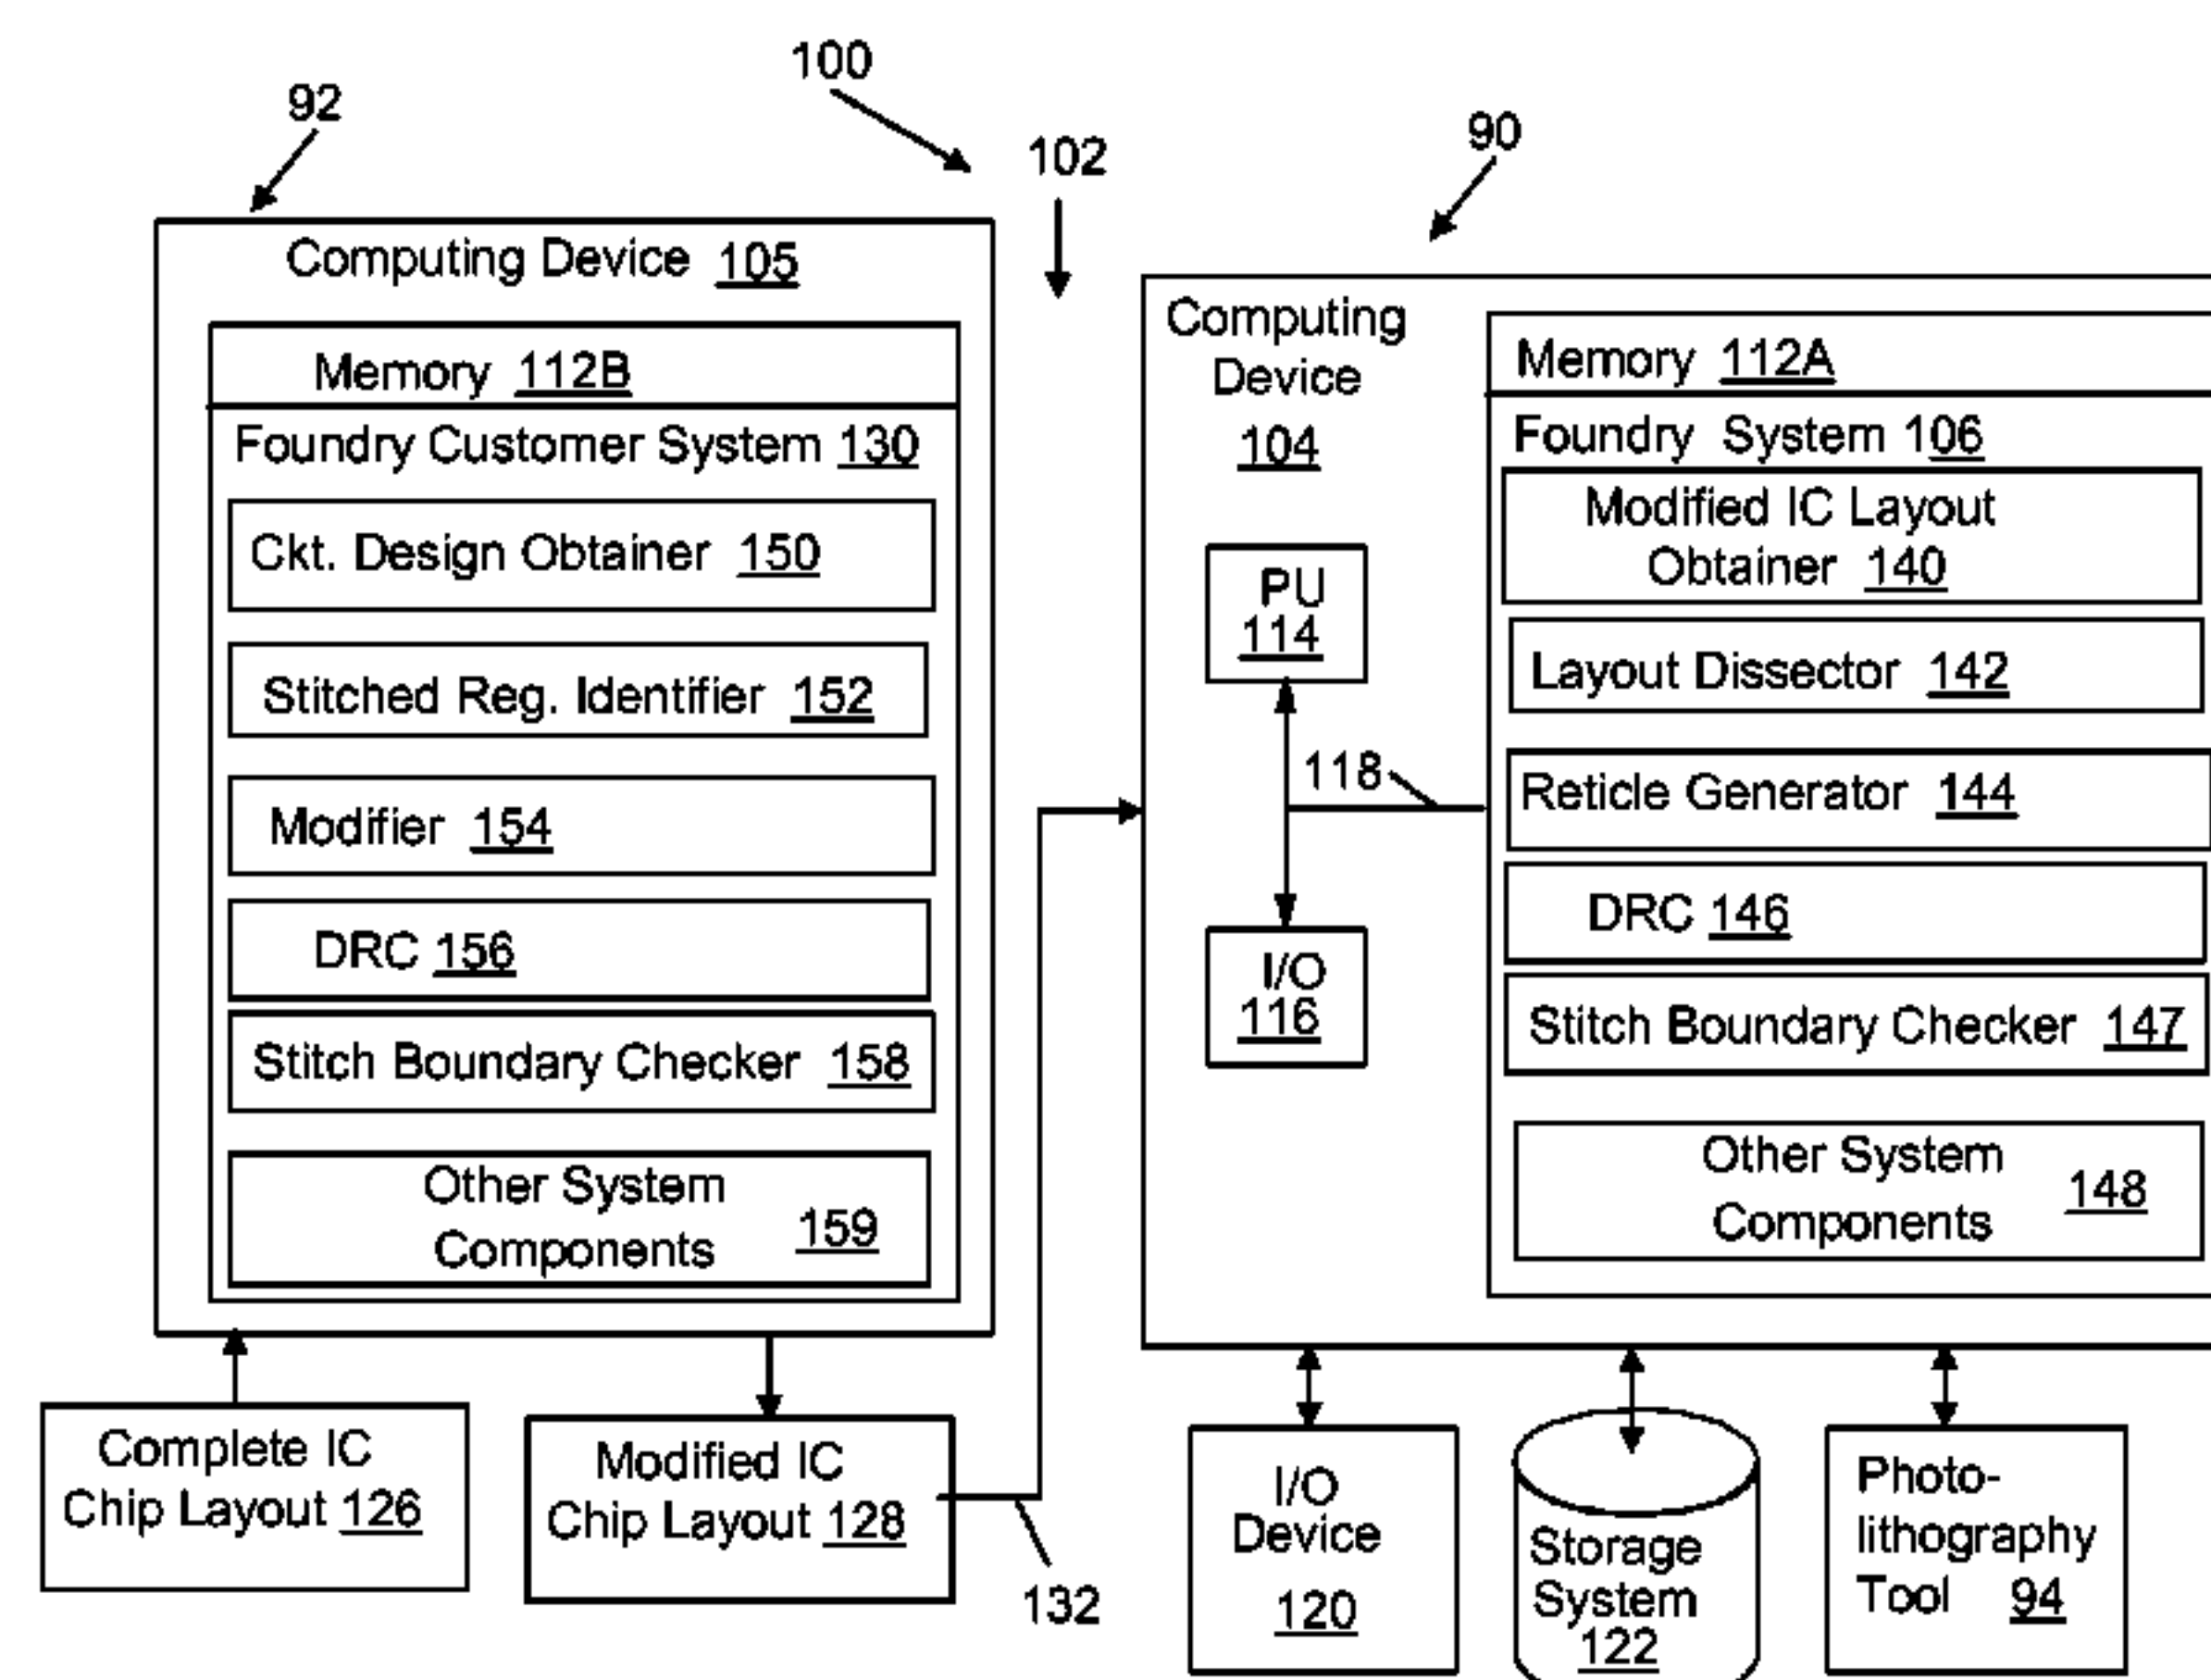 100
92
102
90
Computing Device 105
Memory 112B
Foundry Customer System 130
Ckt. Design Obtainer 150
Stitched Reg. Identifier 152
Modifier 154
DRC 156
Stitch Boundary Checker 158
Other System
Components 159
Complete IC
Chip Layout 126
Modified IC
Chip Layout 128
132
Computing
Device
104
PU
114
118
I/O
116
Memory 112A
Foundry System 106
Modified IC Layout
Obtainer 140
Layout Dissector 142
Reticle Generator 144
DRC 146
Stitch Boundary Checker 147
Other System
Components 148
I/O
Device
120
Storage
System
122
Photo-
lithography
Tool 94